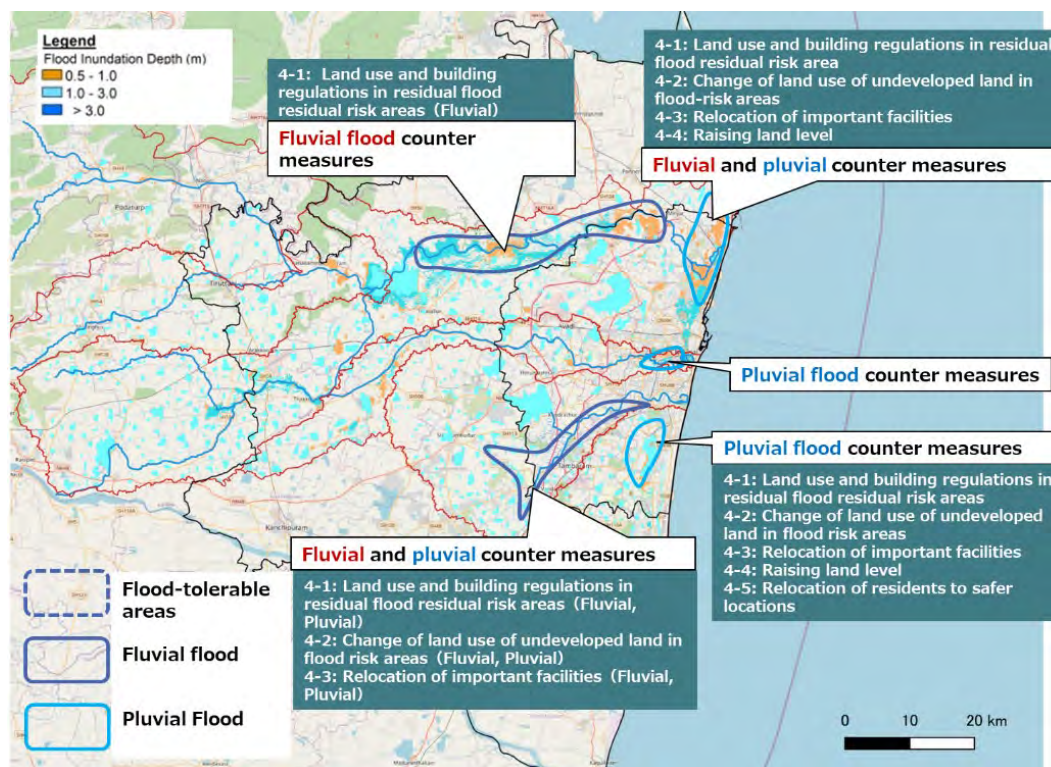 Legend
Flood Inundation Depth (m)
0.5 - 1.0
1.0 - 3.0
> 3.0
4-1: Land use and building
regulations in residual flood
residual risk areas (Fluvial)
Fluvial flood counter
measures
4-1: Land use and building regulations in residual
flood residual risk area
4-2: Change of land use of undeveloped land in
flood-risk areas
4-3: Relocation of important facilities
4-4: Raising land level
Fluvial and pluvial counter measures
Pluvial flood counter measures
Pluvial flood counter measures
4-1: Land use and building regulations in
residual flood residual risk areas
4-2: Change of land use of undeveloped
land in flood risk areas
4-3: Relocation of important facilities
4-4: Raising land level
4-5: Relocation of residents to safer
locations
Fluvial and pluvial counter measures
4-1: Land use and building regulations in
residual flood residual risk areas (Fluvial,
Pluvial)
4-2: Change of land use of undeveloped land in
flood risk areas (Fluvial, Pluvial)
4-3: Relocation of important facilities (Fluvial,
Pluvial)
Flood-tolerable
areas
Fluvial flood
Pluvial Flood
Kanchipuram
0 10 20 km